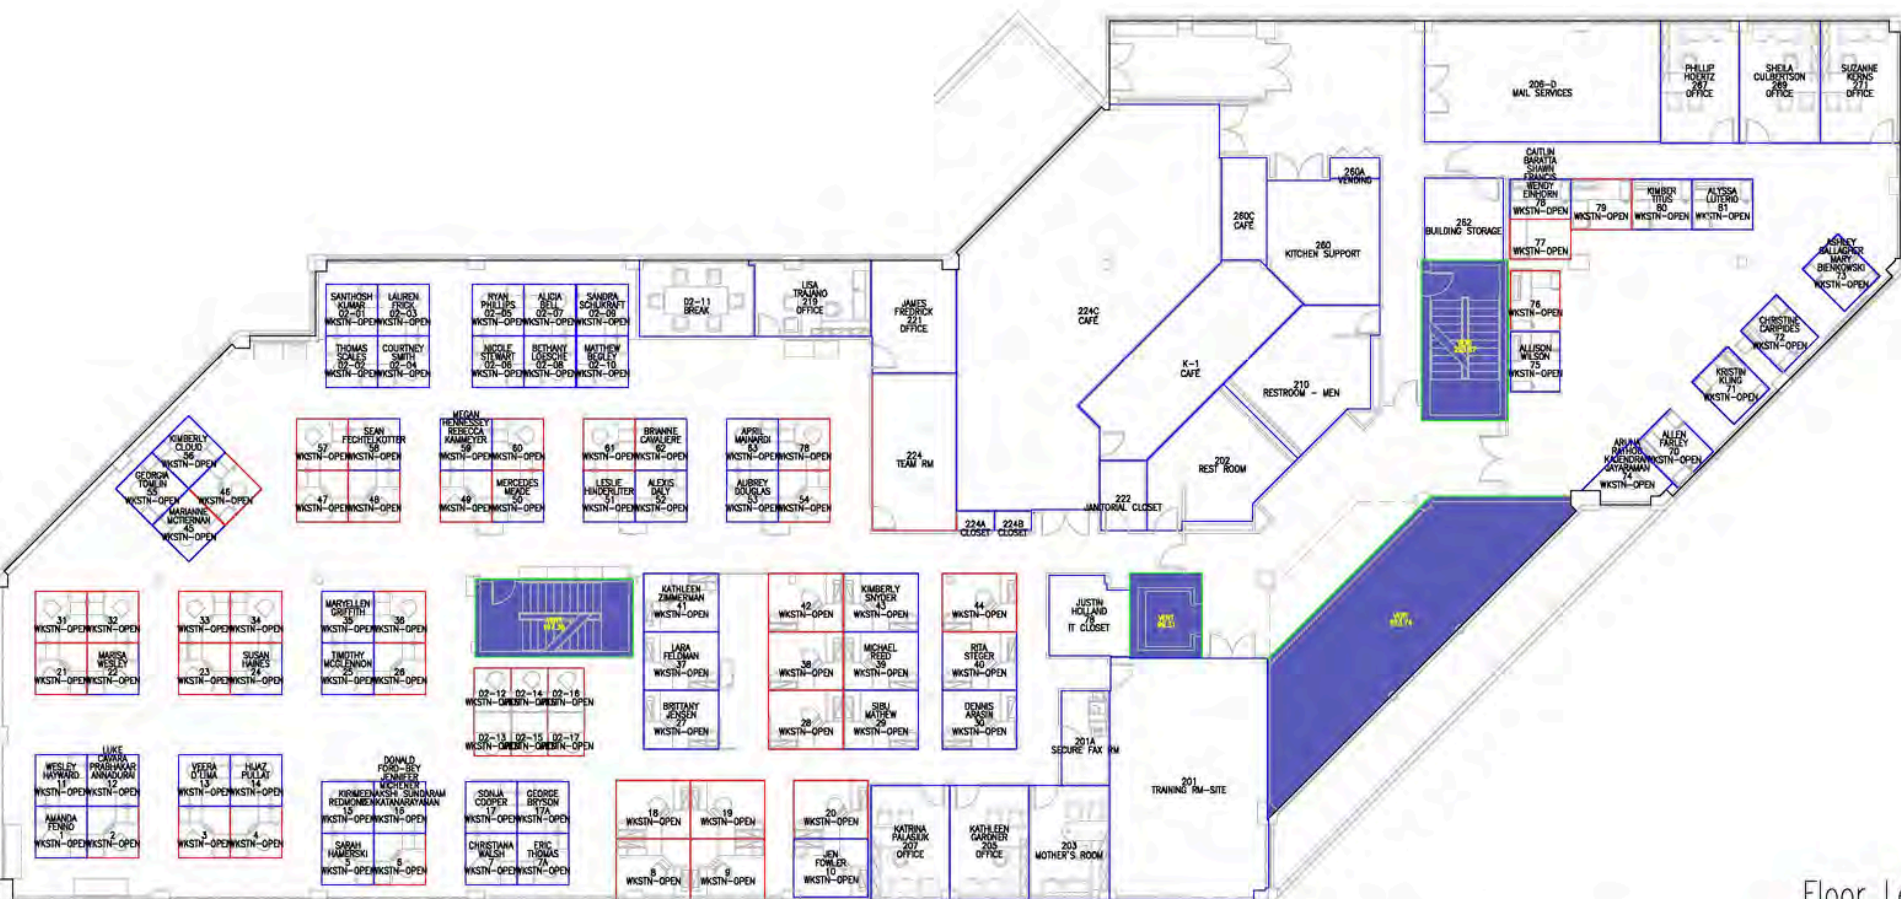 206-D
MAIL SERVICES
PHILLIP
HOERTZ
267
OFFICE
SHEILA
CULBERTSON
269
OFFICE
SUZANNE
KERNS
271
OFFICE
260A
VENDING
260C
CAFÉ
260
KITCHEN SUPPORT
262
BUILDING STORAGE
CAITLIN
BARATTA
SHAWN
FRANCIS
WENDY
EINHORN
78
WKSTN-OPEN
79
WKSTN-OPEN
KIMBER
TITUS
80
WKSTN-OPEN
ALYSSA
LUTERIO
81
WKSTN-OPEN
77
WKSTN-OPEN
ASHLEY
GALLAGHER
MARY
BIENKOWSKI
73
WKSTN-OPEN
76
WKSTN-OPEN
ALLISON
WILSON
75
WKSTN-OPEN
CHRISTINE
CARIPIDES
72
WKSTN-OPEN
KRISTIN
KLING
71
WKSTN-OPEN
ALLEN
FARLEY
70
WKSTN-OPEN
ARUNA
JAYARAMAN
74
WKSTN-OPEN
SANTHOSH
KUMAR
02-01
WKSTN-OPEN
LAUREN
FRICK
02-03
WKSTN-OPEN
RYAN
PHILLIPS
02-05
WKSTN-OPEN
ALICIA
BELL
02-07
WKSTN-OPEN
SANDRA
SCHUKRAFT
02-09
WKSTN-OPEN
02-11
BREAK
LISA
TRAJANO
219
OFFICE
JAMES
FREDRICK
221
OFFICE
224C
CAFÉ
K-1
CAFÉ
210
RESTROOM - MEN
202
REST ROOM
THOMAS
SCALES
02-02
WKSTN-OPEN
COURTNEY
SMITH
02-04
WKSTN-OPEN
NICOLE
STEWART
02-06
WKSTN-OPEN
BETHANY
LOESCHE
02-08
WKSTN-OPEN
MATTHEW
BEGLEY
02-10
WKSTN-OPEN
KIMBERLY
CLOUD
56
WKSTN-OPEN
GEORGIA
TOMLIN
55
WKSTN-OPEN
46
WKSTN-OPEN
MARIANNE
MCTIERNAN
45
WKSTN-OPEN
57
WKSTN-OPEN
SEAN
FECHTELKOTTER
58
WKSTN-OPEN
MEGAN
HENNESSEY
REBECCA
KAMMEYER
59
WKSTN-OPEN
60
WKSTN-OPEN
61
WKSTN-OPEN
BRIANNE
CAVALIERE
62
WKSTN-OPEN
APRIL
MAINARDI
63
WKSTN-OPEN
78
WKSTN-OPEN
224
TEAM RM
47
WKSTN-OPEN
48
WKSTN-OPEN
49
WKSTN-OPEN
MERCEDES
MEADE
50
WKSTN-OPEN
LESLIE
HINDERLITER
51
WKSTN-OPEN
ALEXIS
DALY
52
WKSTN-OPEN
AUBREY
DOUGLAS
53
WKSTN-OPEN
54
WKSTN-OPEN
224A
CLOSET
224B
CLOSET
222
JANITORIAL CLOSET
31
WKSTN-OPEN
32
WKSTN-OPEN
33
WKSTN-OPEN
34
WKSTN-OPEN
MARYELLEN
GRIFFITH
35
WKSTN-OPEN
36
WKSTN-OPEN
KATHLEEN
ZIMMERMAN
41
WKSTN-OPEN
42
WKSTN-OPEN
KIMBERLY
SNYDER
43
WKSTN-OPEN
44
WKSTN-OPEN
JUSTIN
HOLLAND
78
IT CLOSET
VERT
VERT
21
WKSTN-OPEN
MARISA
WESLEY
22
WKSTN-OPEN
23
WKSTN-OPEN
SUSAN
HAINES
24
WKSTN-OPEN
TIMOTHY
MCGLENNON
25
WKSTN-OPEN
26
WKSTN-OPEN
LARA
FELDMAN
37
WKSTN-OPEN
38
WKSTN-OPEN
MICHAEL
REED
39
WKSTN-OPEN
RITA
STEGER
40
WKSTN-OPEN
02-12
02-14
02-16
WKSTN-OPEN
02-13
02-15
02-17
WKSTN-OPEN
BRITTANY
JENSEN
27
WKSTN-OPEN
28
WKSTN-OPEN
SIBU
MATHEW
29
WKSTN-OPEN
DENNIS
ARASIN
30
WKSTN-OPEN
201A
SECURE FAX RM
201
TRAINING RM-SITE
WESLEY
HAYWARD
11
WKSTN-OPEN
LUKE
CAVARA
PRABHAKAR
ANNADURAI
12
WKSTN-OPEN
VEERA
D'LIMA
13
WKSTN-OPEN
HIJAZ
PULLAT
14
WKSTN-OPEN
DONALD
FORD-BEY
JENNIFER
MICHENER
15
WKSTN-OPEN
16
WKSTN-OPEN
SONJA
COOPER
17
WKSTN-OPEN
GEORGE
BRYSON
17A
WKSTN-OPEN
18
WKSTN-OPEN
19
WKSTN-OPEN
20
WKSTN-OPEN
AMANDA
FENNO
1
WKSTN-OPEN
2
WKSTN-OPEN
3
WKSTN-OPEN
4
WKSTN-OPEN
SARAH
HAMERSKI
5
WKSTN-OPEN
6
WKSTN-OPEN
CHRISTIANA
WALSH
7
WKSTN-OPEN
ERIC
THOMAS
7A
WKSTN-OPEN
8
WKSTN-OPEN
9
WKSTN-OPEN
JEN
FOWLER
10
WKSTN-OPEN
KATRINA
PALASIUK
207
OFFICE
KATHLEEN
GARDNER
205
OFFICE
203
MOTHER'S ROOM
Floor